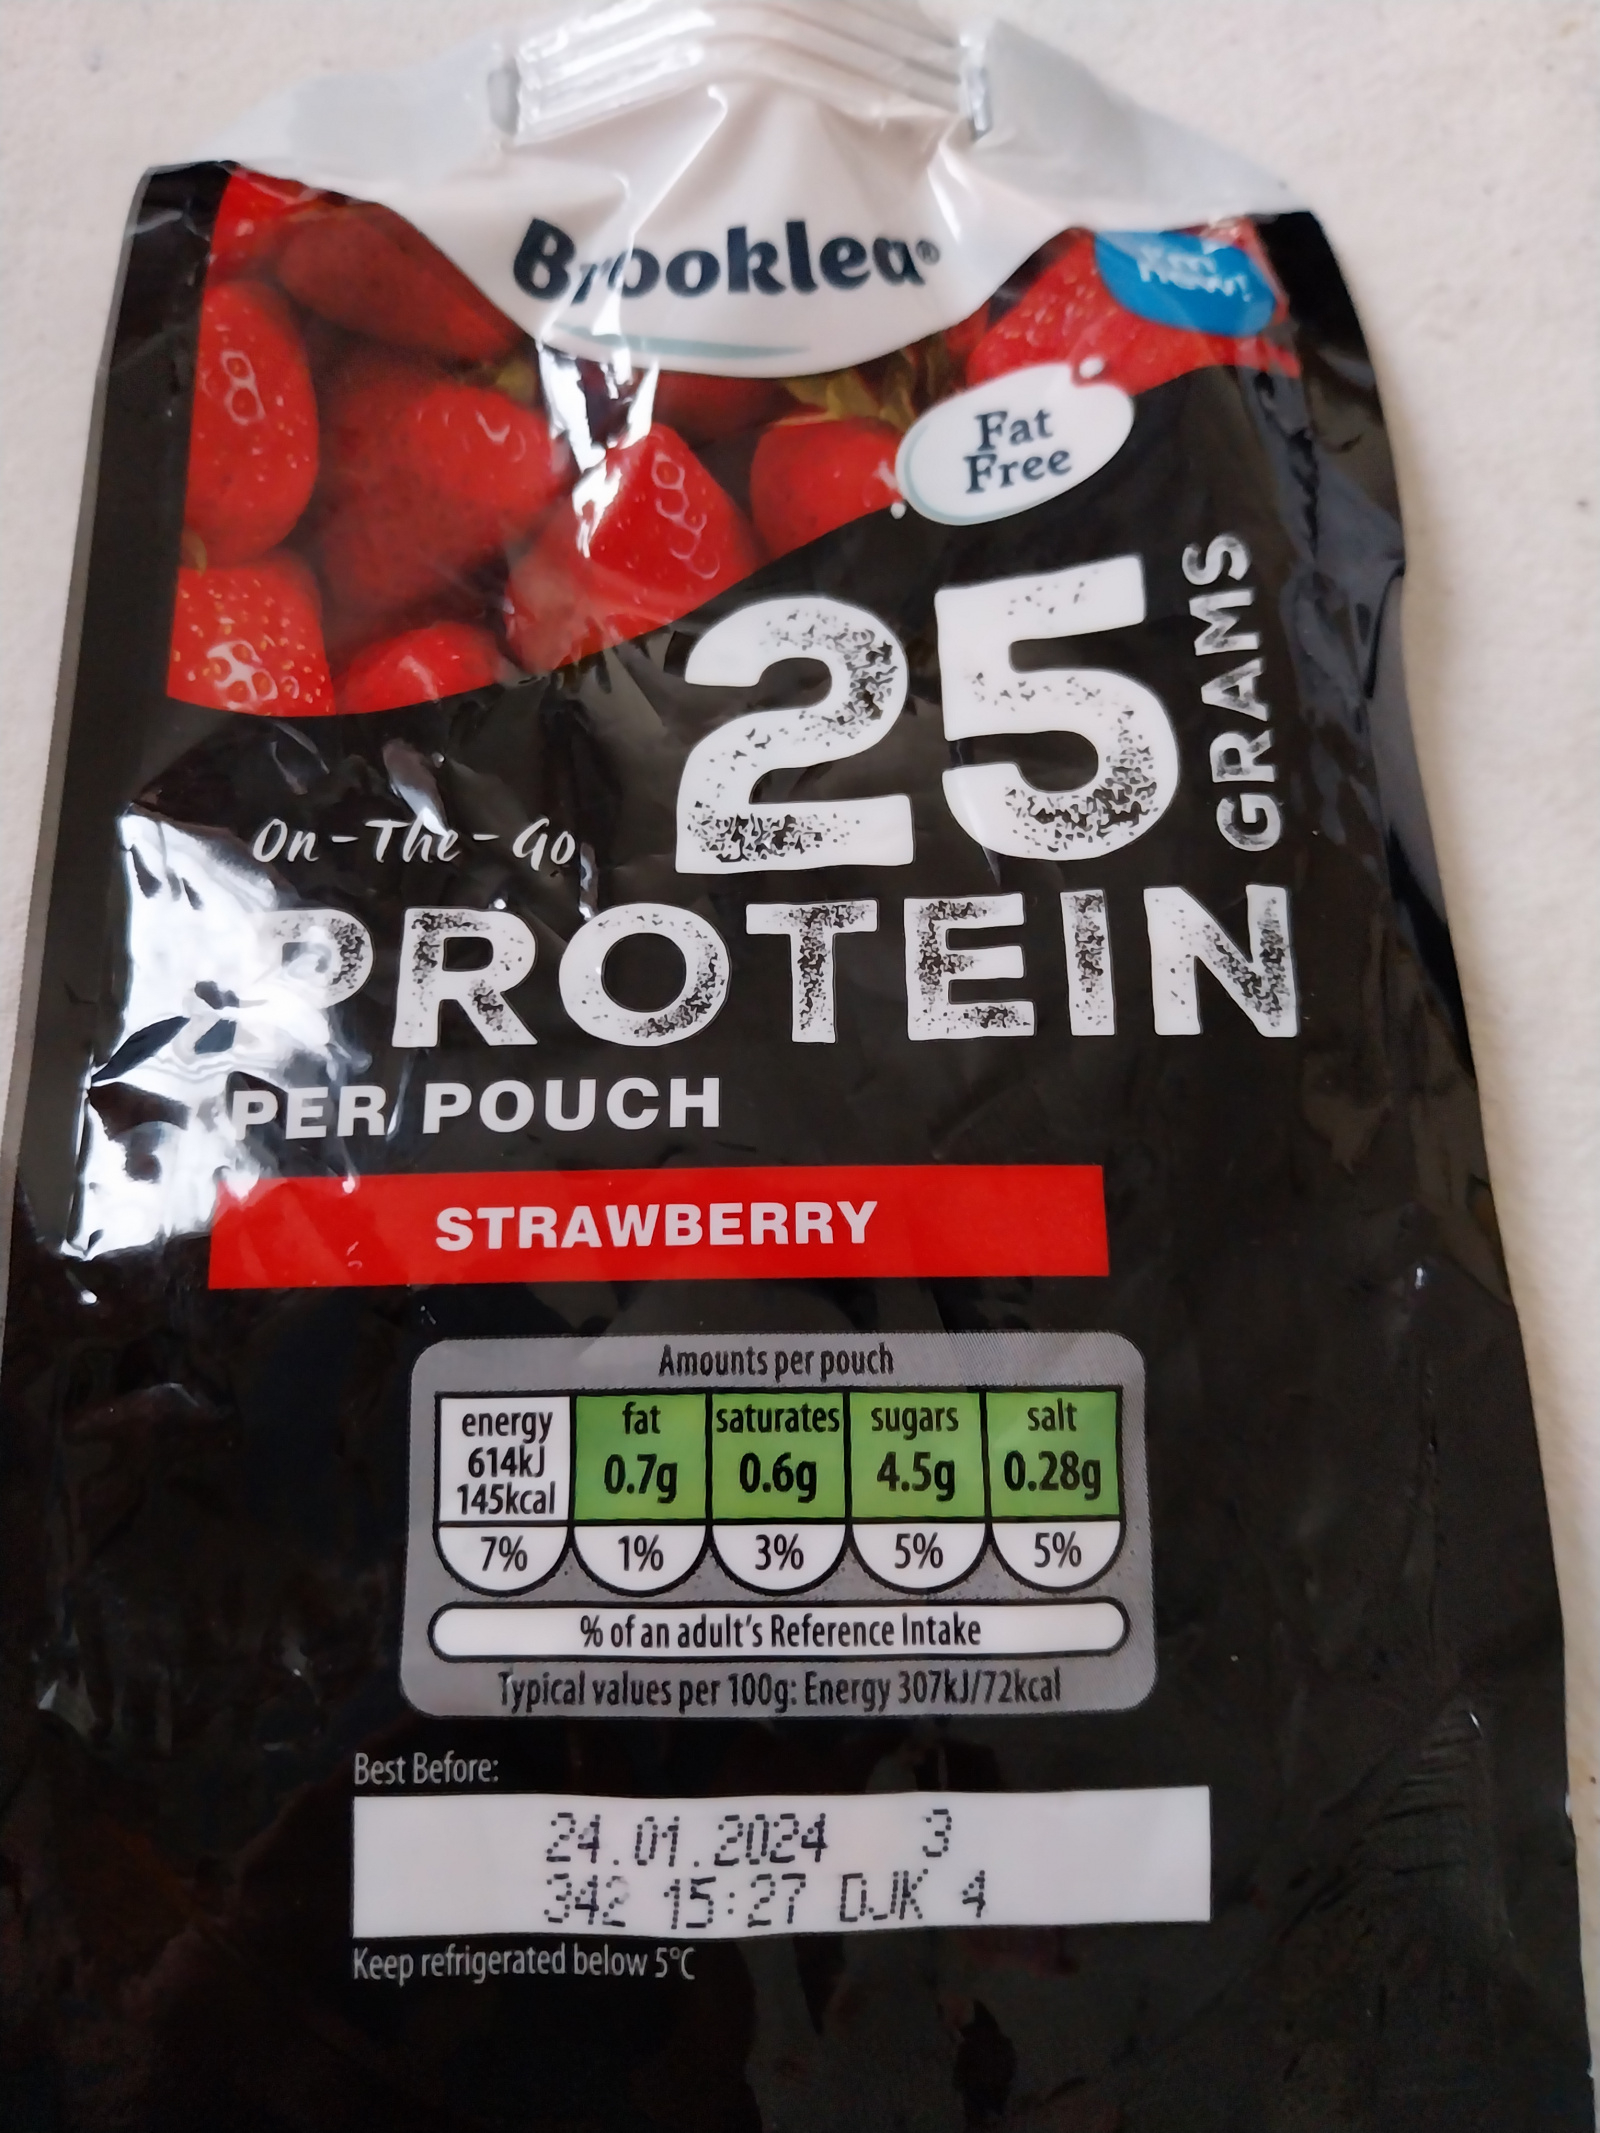 Brooklea®
I'm
new!
Fat
Free
25
GRAMS
On-The-Go
PROTEIN
PER POUCH
STRAWBERRY
Amounts per pouch
energy fat saturates sugars salt
614kJ
145kcal 0.7g 0.6g 4.5g 0.28g
7% 1% 3% 5% 5%
% of an adult's Reference Intake
Typical values per 100g: Energy 307kJ/72kcal
Best Before:
24.01.2024 3
342 15:27 DJK 4
Keep refrigerated below 5°C